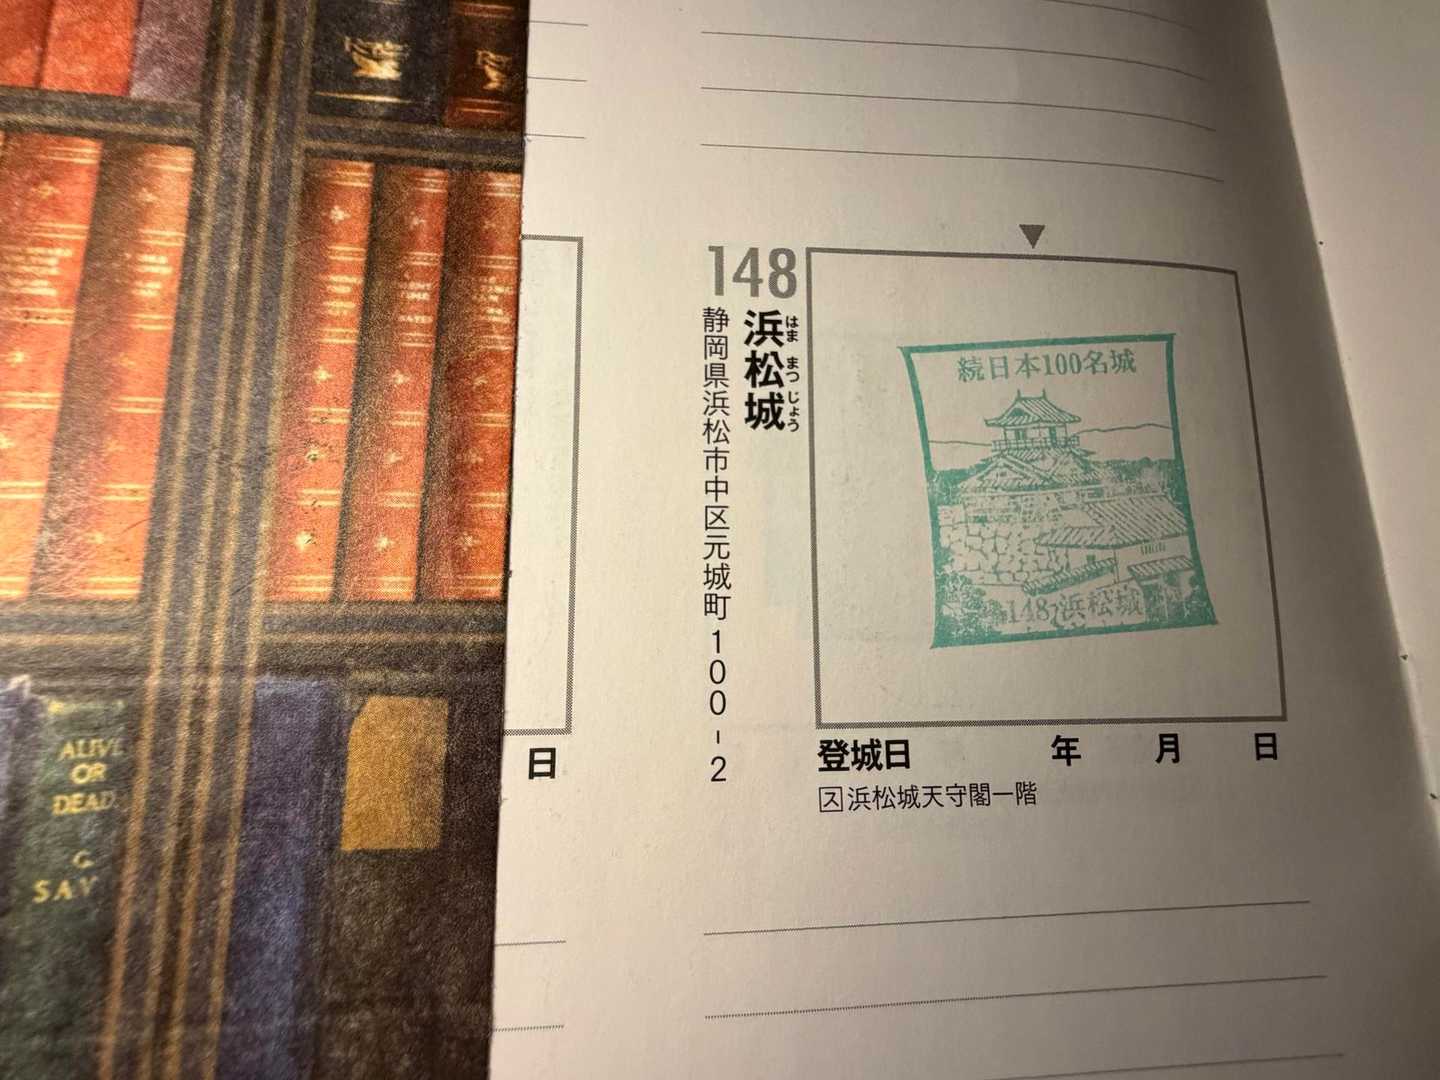 148
浜松城
はままつじょう
静岡県浜松市中区元城町100-2
続日本100名城
148 浜松城
登城日 年 月 日
ス 浜松城天守閣一階
日
ALIVE
OR
DEAD
G.